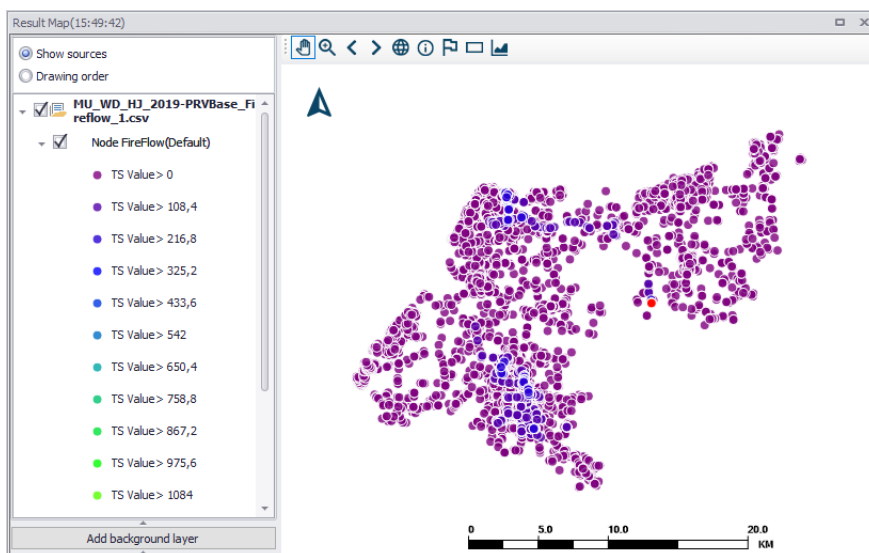 Result Map(15:49:42)
Show sources
Drawing order
MU_WD_HJ_2019-PRVBase_Fi
reflow_1.csv
Node FireFlow(Default)
TS Value> 0
TS Value> 108,4
TS Value> 216,8
TS Value> 325,2
TS Value> 433,6
TS Value> 542
TS Value> 650,4
TS Value> 758,8
TS Value> 867,2
TS Value> 975,6
TS Value> 1084
Add background layer
0 5.0 10.0 20.0
KM